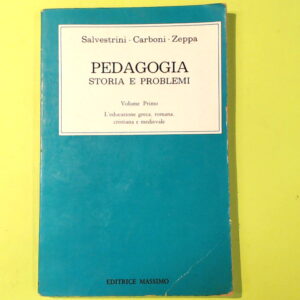 Salvestrini - Carboni - Zeppa
PEDAGOGIA
STORIA E PROBLEMI
Volume Primo
L'educazione greca, romana,
cristiana e medievale
EDITRICE MASSIMO